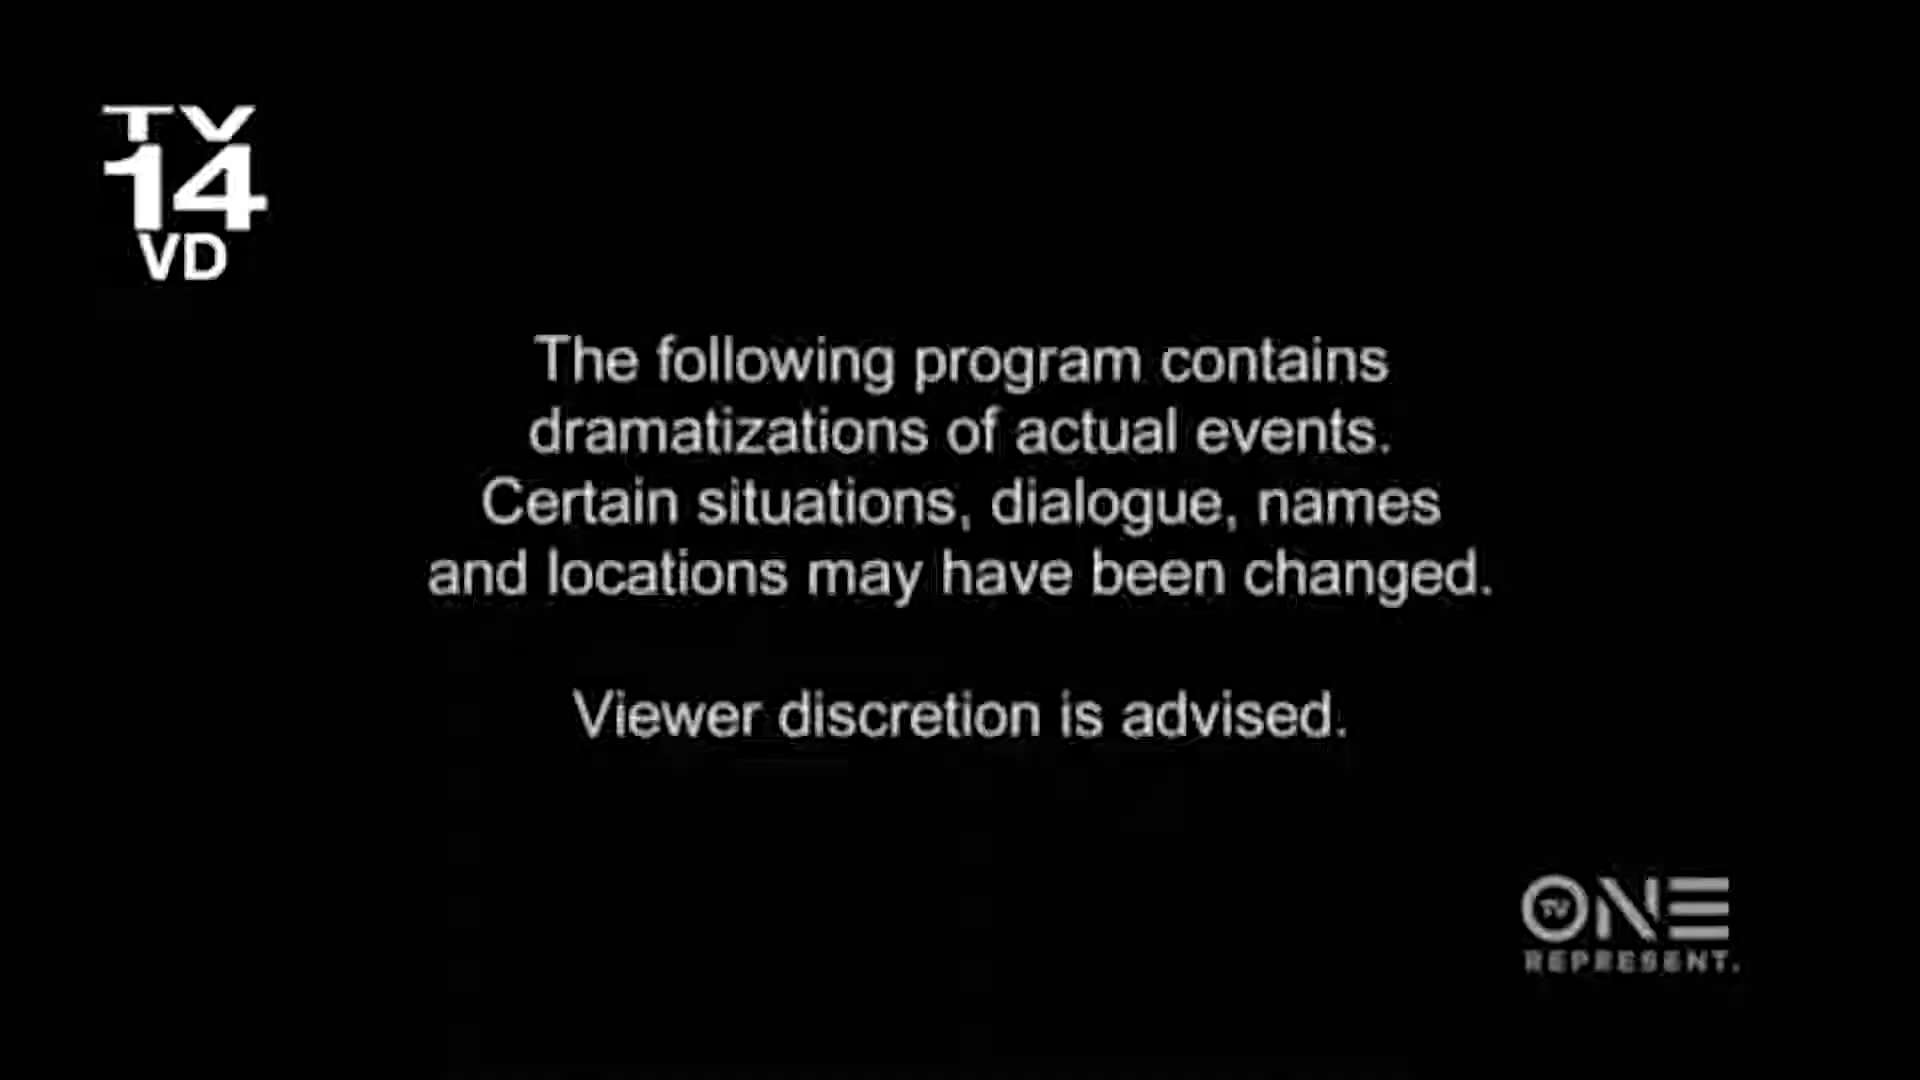 TV
14
VD
The following program contains
dramatizations of actual events.
Certain situations, dialogue, names
and locations may have been changed.
Viewer discretion is advised.
TV ONE
REPRESENT.